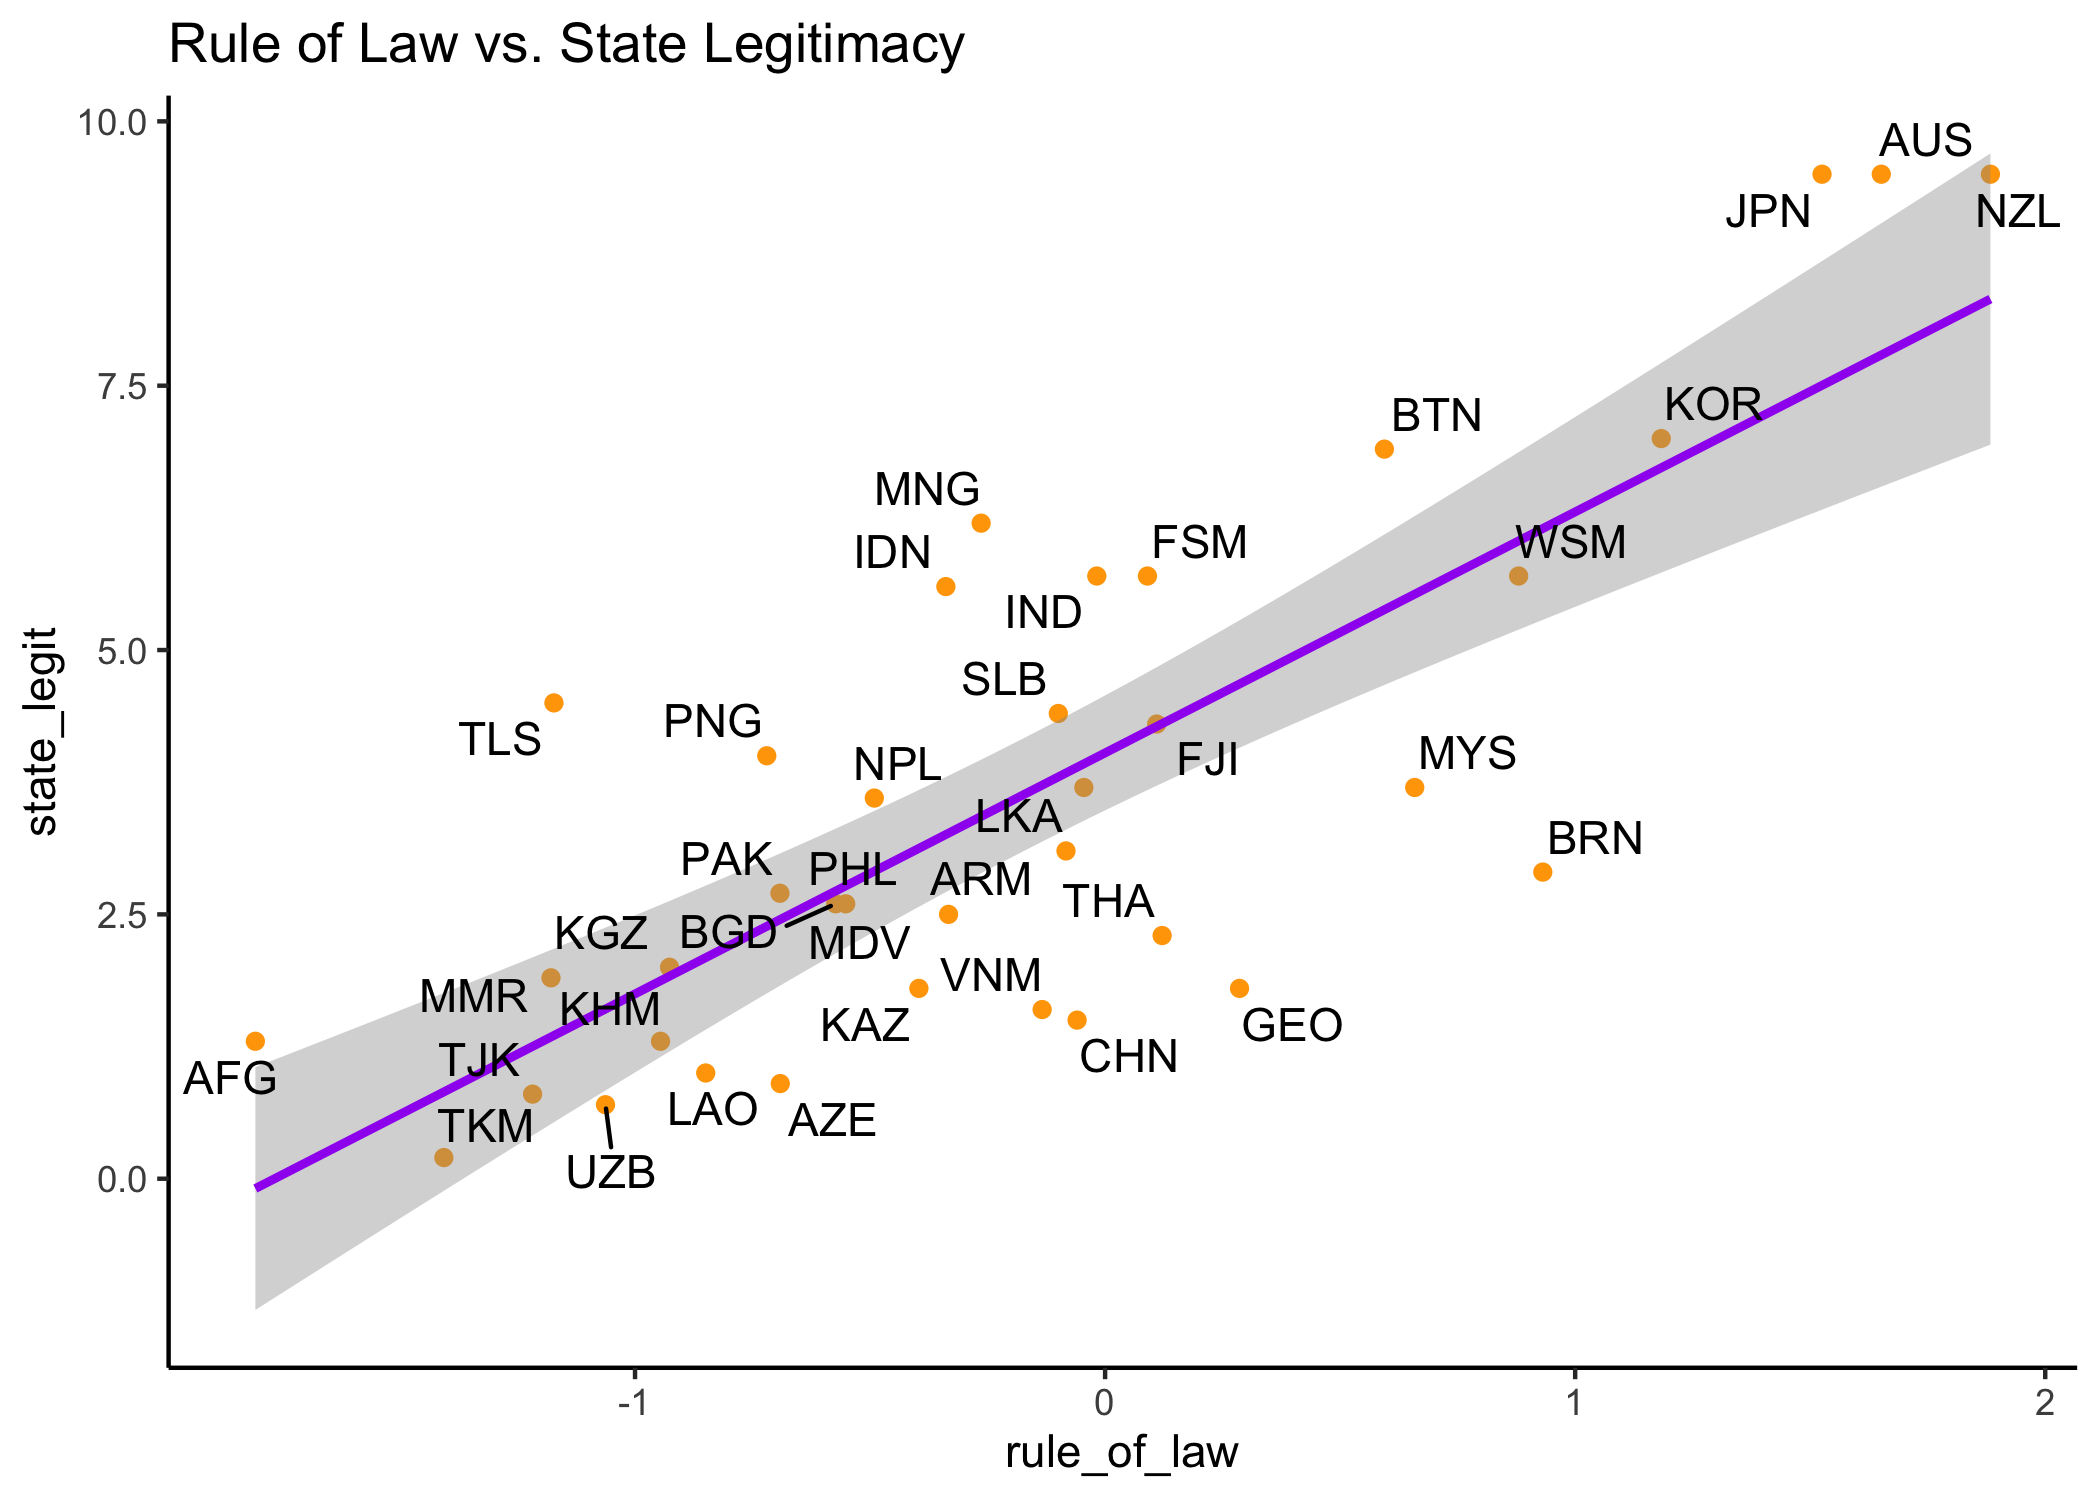 Rule of Law vs. State Legitimacy
10.0
7.5
5.0
2.5
0.0
state_legit
AUS
JPN
NZL
KOR
BTN
MNG
FSM
WSM
IDN
IND
SLB
TLS
PNG
FJI
NPL
MYS
LKA
BRN
PAK
PHL
ARM
THA
KGZ
BGD
MDV
VNM
MMR
KHM
KAZ
GEO
TJK
CHN
AFG
LAO
AZE
TKM
UZB
-1
0
1
2
rule_of_law